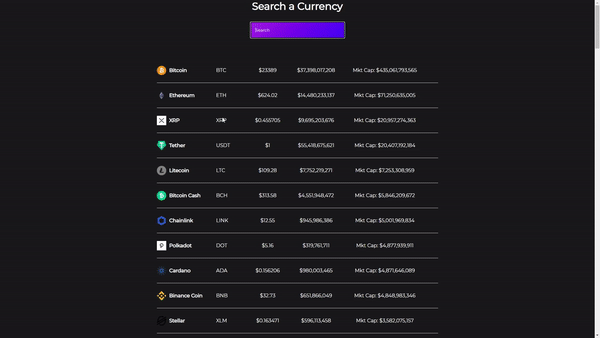 Search a Currency
Search
Bitcoin BTC $23389 $37,398,017,208 Mkt Cap: $435,061,793,565
Ethereum ETH $624.02 $14,480,233,137 Mkt Cap: $71,250,635,005
XRP XRP $0.455705 $9,695,203,676 Mkt Cap: $20,957,274,363
Tether USDT $1 $55,418,675,621 Mkt Cap: $20,407,192,184
Litecoin LTC $109.28 $7,752,219,271 Mkt Cap: $7,253,308,959
Bitcoin Cash BCH $313.58 $4,551,948,472 Mkt Cap: $5,846,209,672
Chainlink LINK $12.55 $945,986,386 Mkt Cap: $5,001,969,834
Polkadot DOT $5.16 $319,761,711 Mkt Cap: $4,877,939,911
Cardano ADA $0.156206 $980,003,465 Mkt Cap: $4,871,646,089
Binance Coin BNB $32.73 $651,866,049 Mkt Cap: $4,848,983,346
Stellar XLM $0.163471 $596,113,458 Mkt Cap: $3,582,075,157